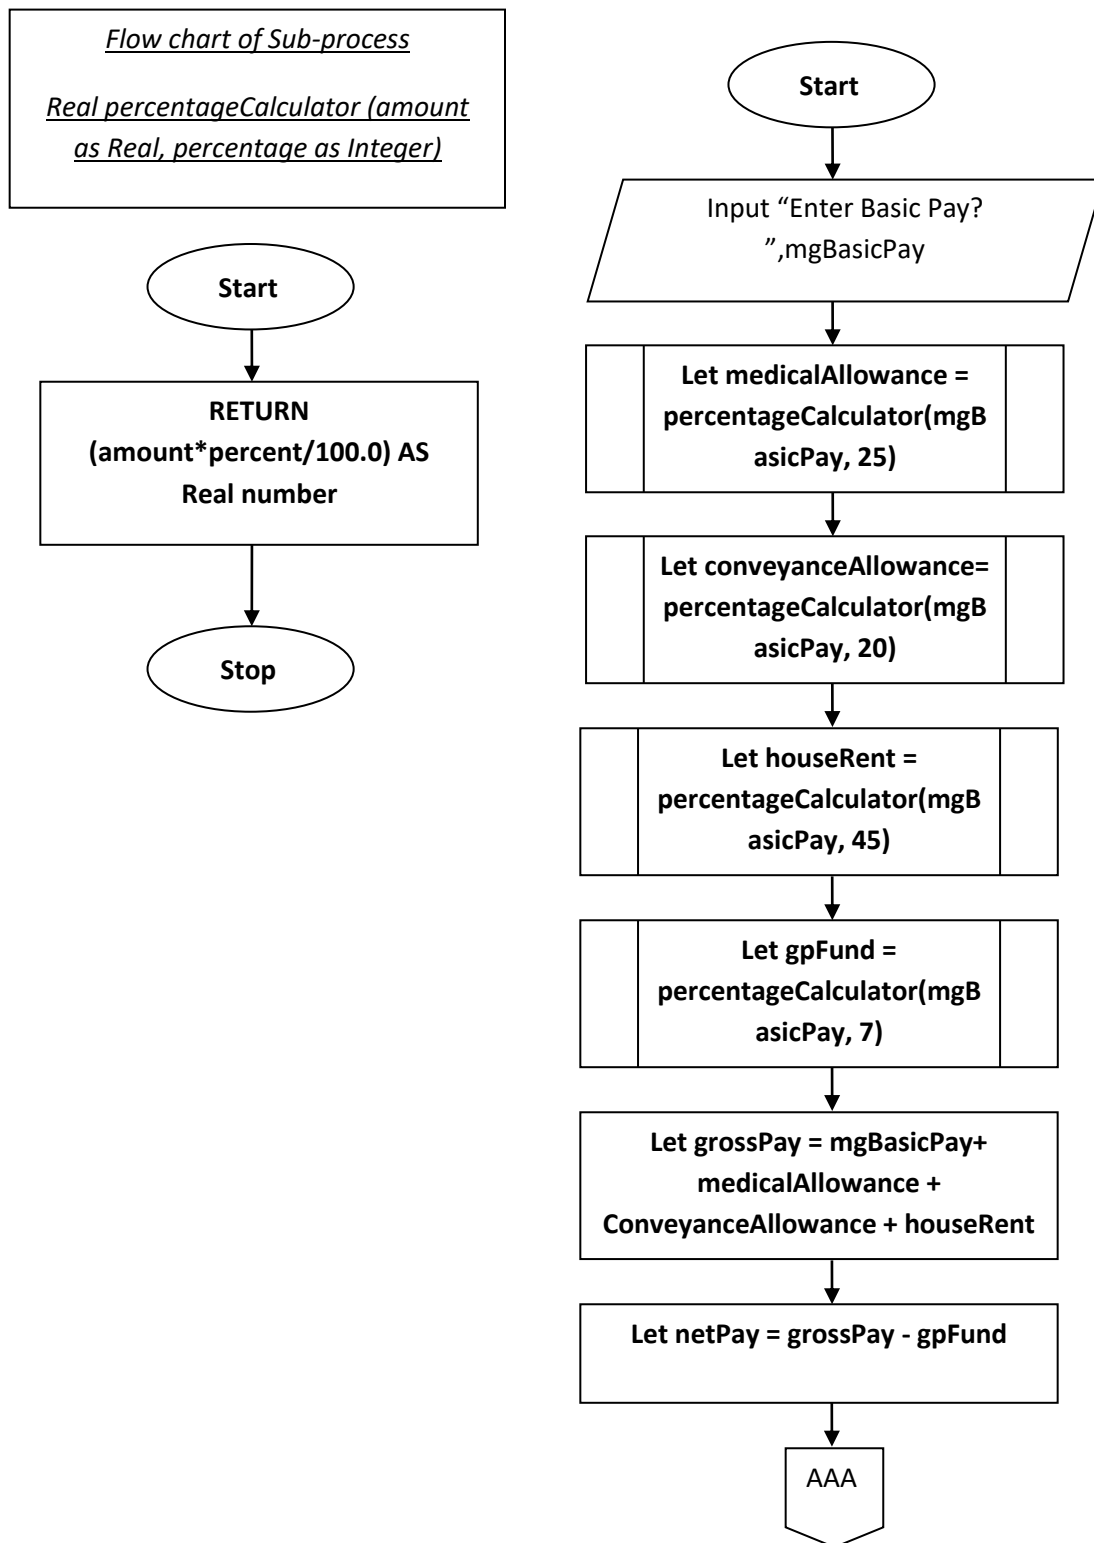 Flow chart of Sub-process
Real percentageCalculator (amount
as Real, percentage as Integer)
Start
RETURN
(amount*percent/100.0) AS
Real number
Stop
Start
Input “Enter Basic Pay?
”,mgBasicPay
Let medicalAllowance =
percentageCalculator(mgB
asicPay, 25)
Let conveyanceAllowance=
percentageCalculator(mgB
asicPay, 20)
Let houseRent =
percentageCalculator(mgB
asicPay, 45)
Let gpFund =
percentageCalculator(mgB
asicPay, 7)
Let grossPay = mgBasicPay+
medicalAllowance +
ConveyanceAllowance + houseRent
Let netPay = grossPay - gpFund
AAA